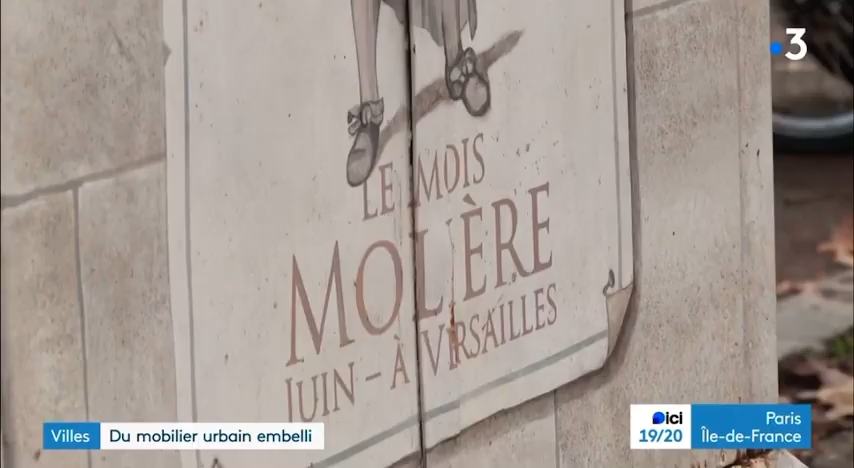 3
LE MOIS
MOLIÈRE
JUIN – À VERSAILLES
Villes Du mobilier urbain embelli
ici
19/20
Paris
Île-de-France